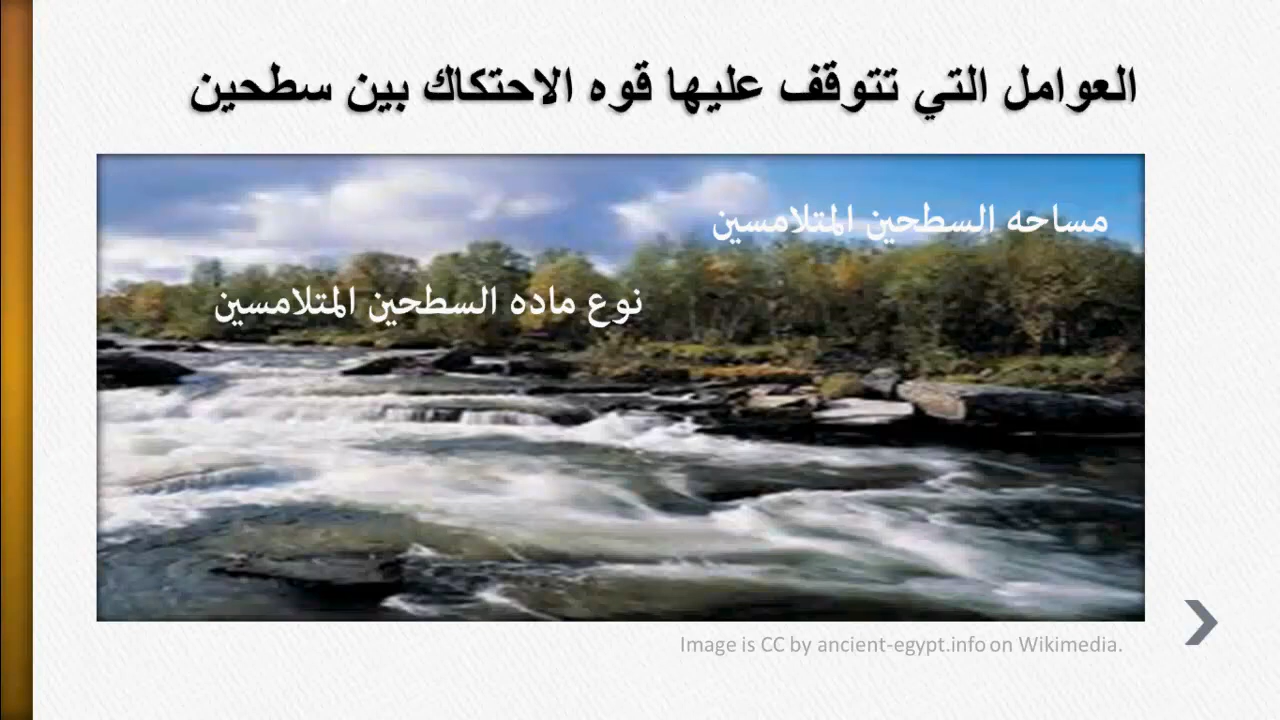 العوامل التي تتوقف عليها قوه الاحتكاك بين سطحين
مساحه السطحين المتلامسين
نوع ماده السطحين المتلامسين
Image is CC by ancient-egypt.info on Wikimedia.